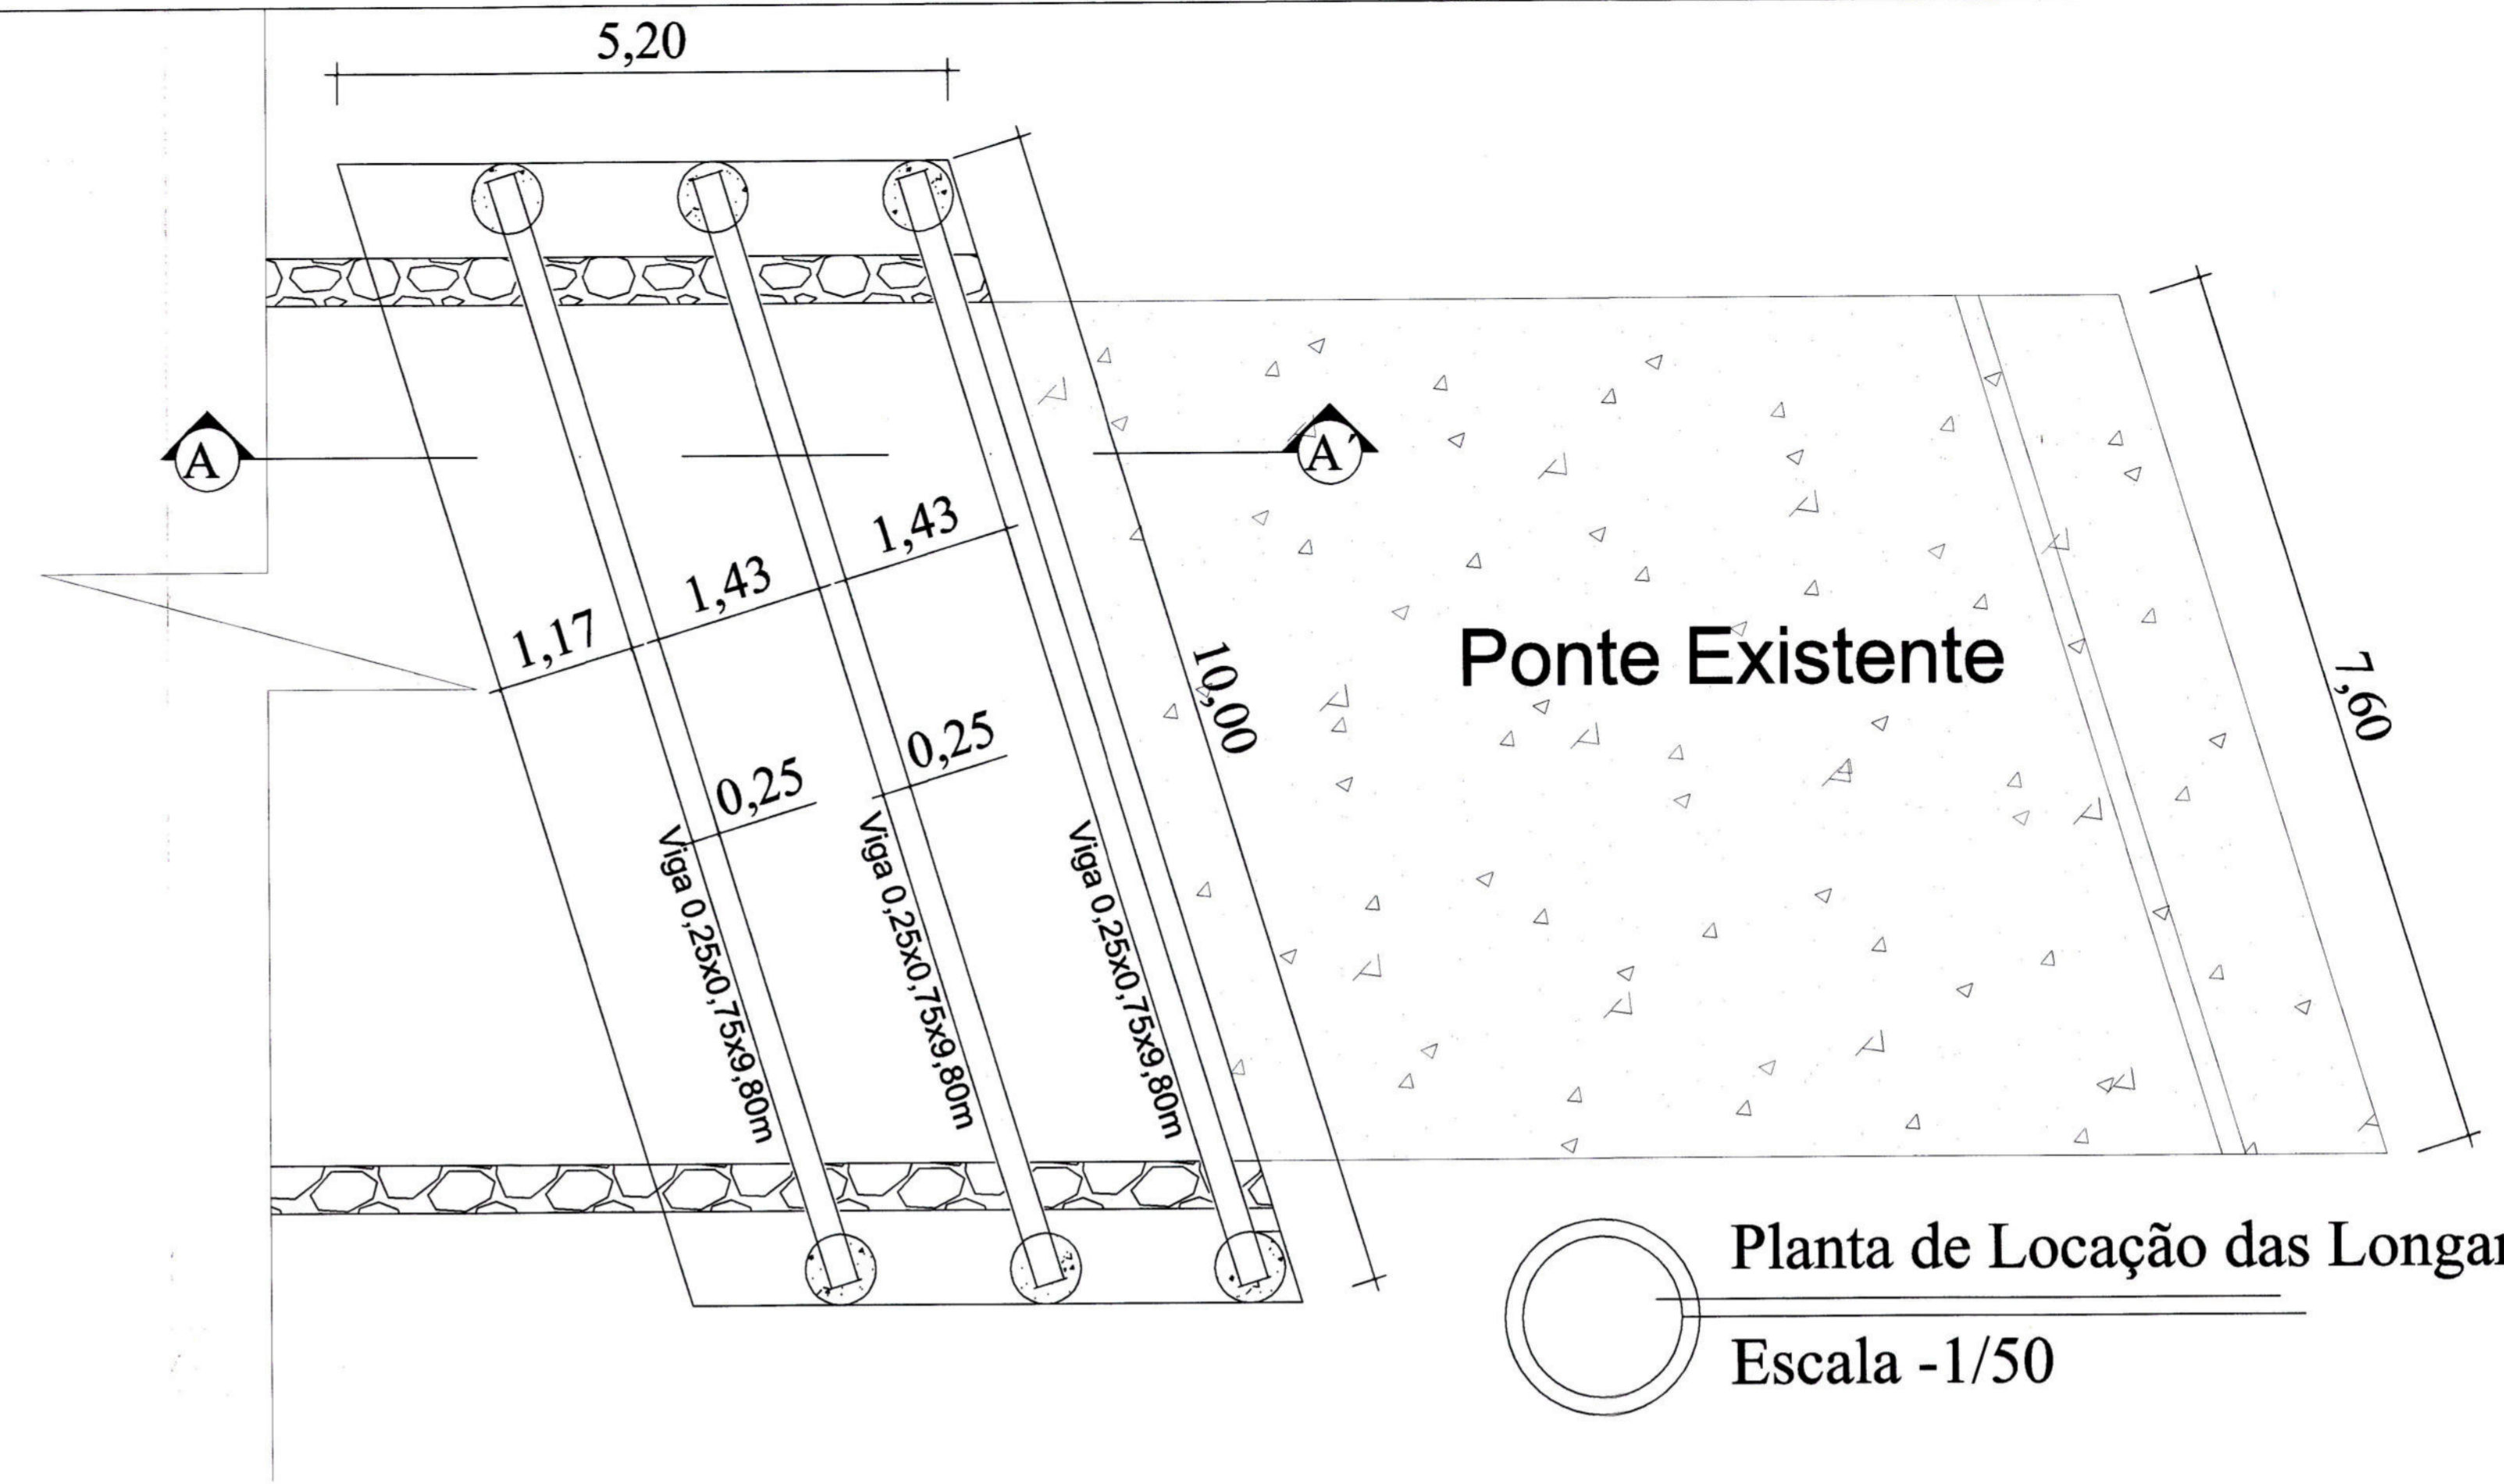 5,20
A
A´
1,43
1,43
1,17
10,00
Ponte Existente
7,60
0,25
0,25
Viga 0,25x0,75x9,80m
Viga 0,25x0,75x9,80m
Viga 0,25x0,75x9,80m
Planta de Locação das
Escala -1/50